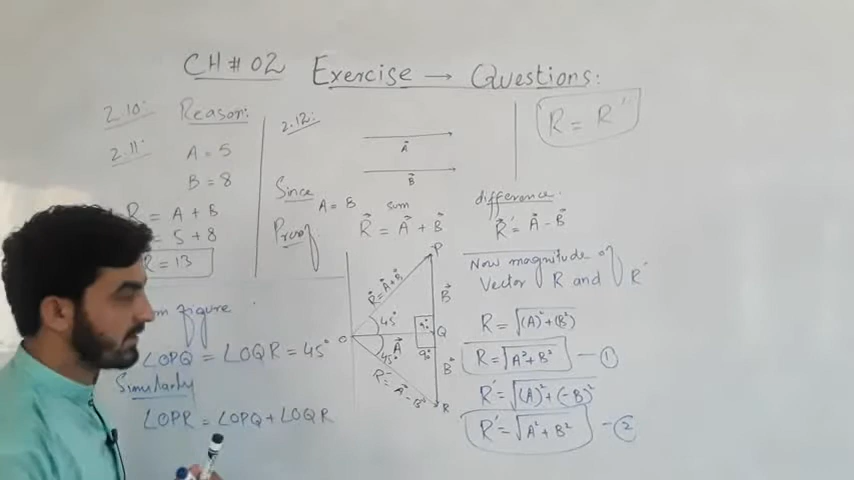 CH # 02 Exercise → Questions:
2.10: Reason:
2.11:
A = 5
B = 8
R = A + B
= 5 + 8
R = 13
2.12:
A⃗
B⃗
Since A = B
Proof
sum
R⃗ = A⃗ + B⃗
difference:
R⃗' = A⃗ - B⃗
R = R'
Now magnitude of
Vector R and R'
R = √(A)²+(B²)
R = √A²+B² — ①
R' = √(A)²+(-B)²
R' = √A²+B² — ②
P
R⃗ = A⃗+B⃗
B⃗
45°
90°
O
A⃗
Q
45°
90°
B⃗
R⃗' = A⃗-B⃗
R
figure
∠OPQ = ∠OQR = 45°
Similarly
∠OPR = ∠OPQ + ∠OQR